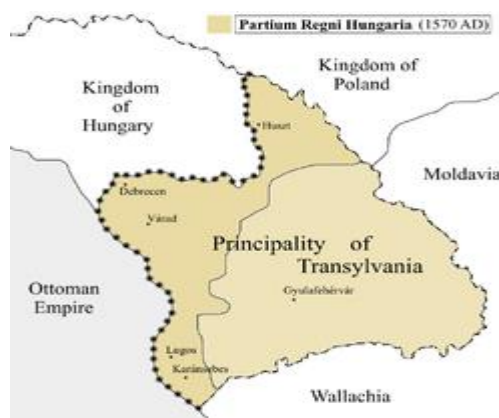 Partium Regni Hungaria (1570 AD)
Kingdom of
Poland
Kingdom
of
Hungary
Huszt
Moldavia
Debrecen
Várad
Principality of
Transylvania
Ottoman
Empire
Gyulafehérvár
Lugos
Karánsebes
Wallachia